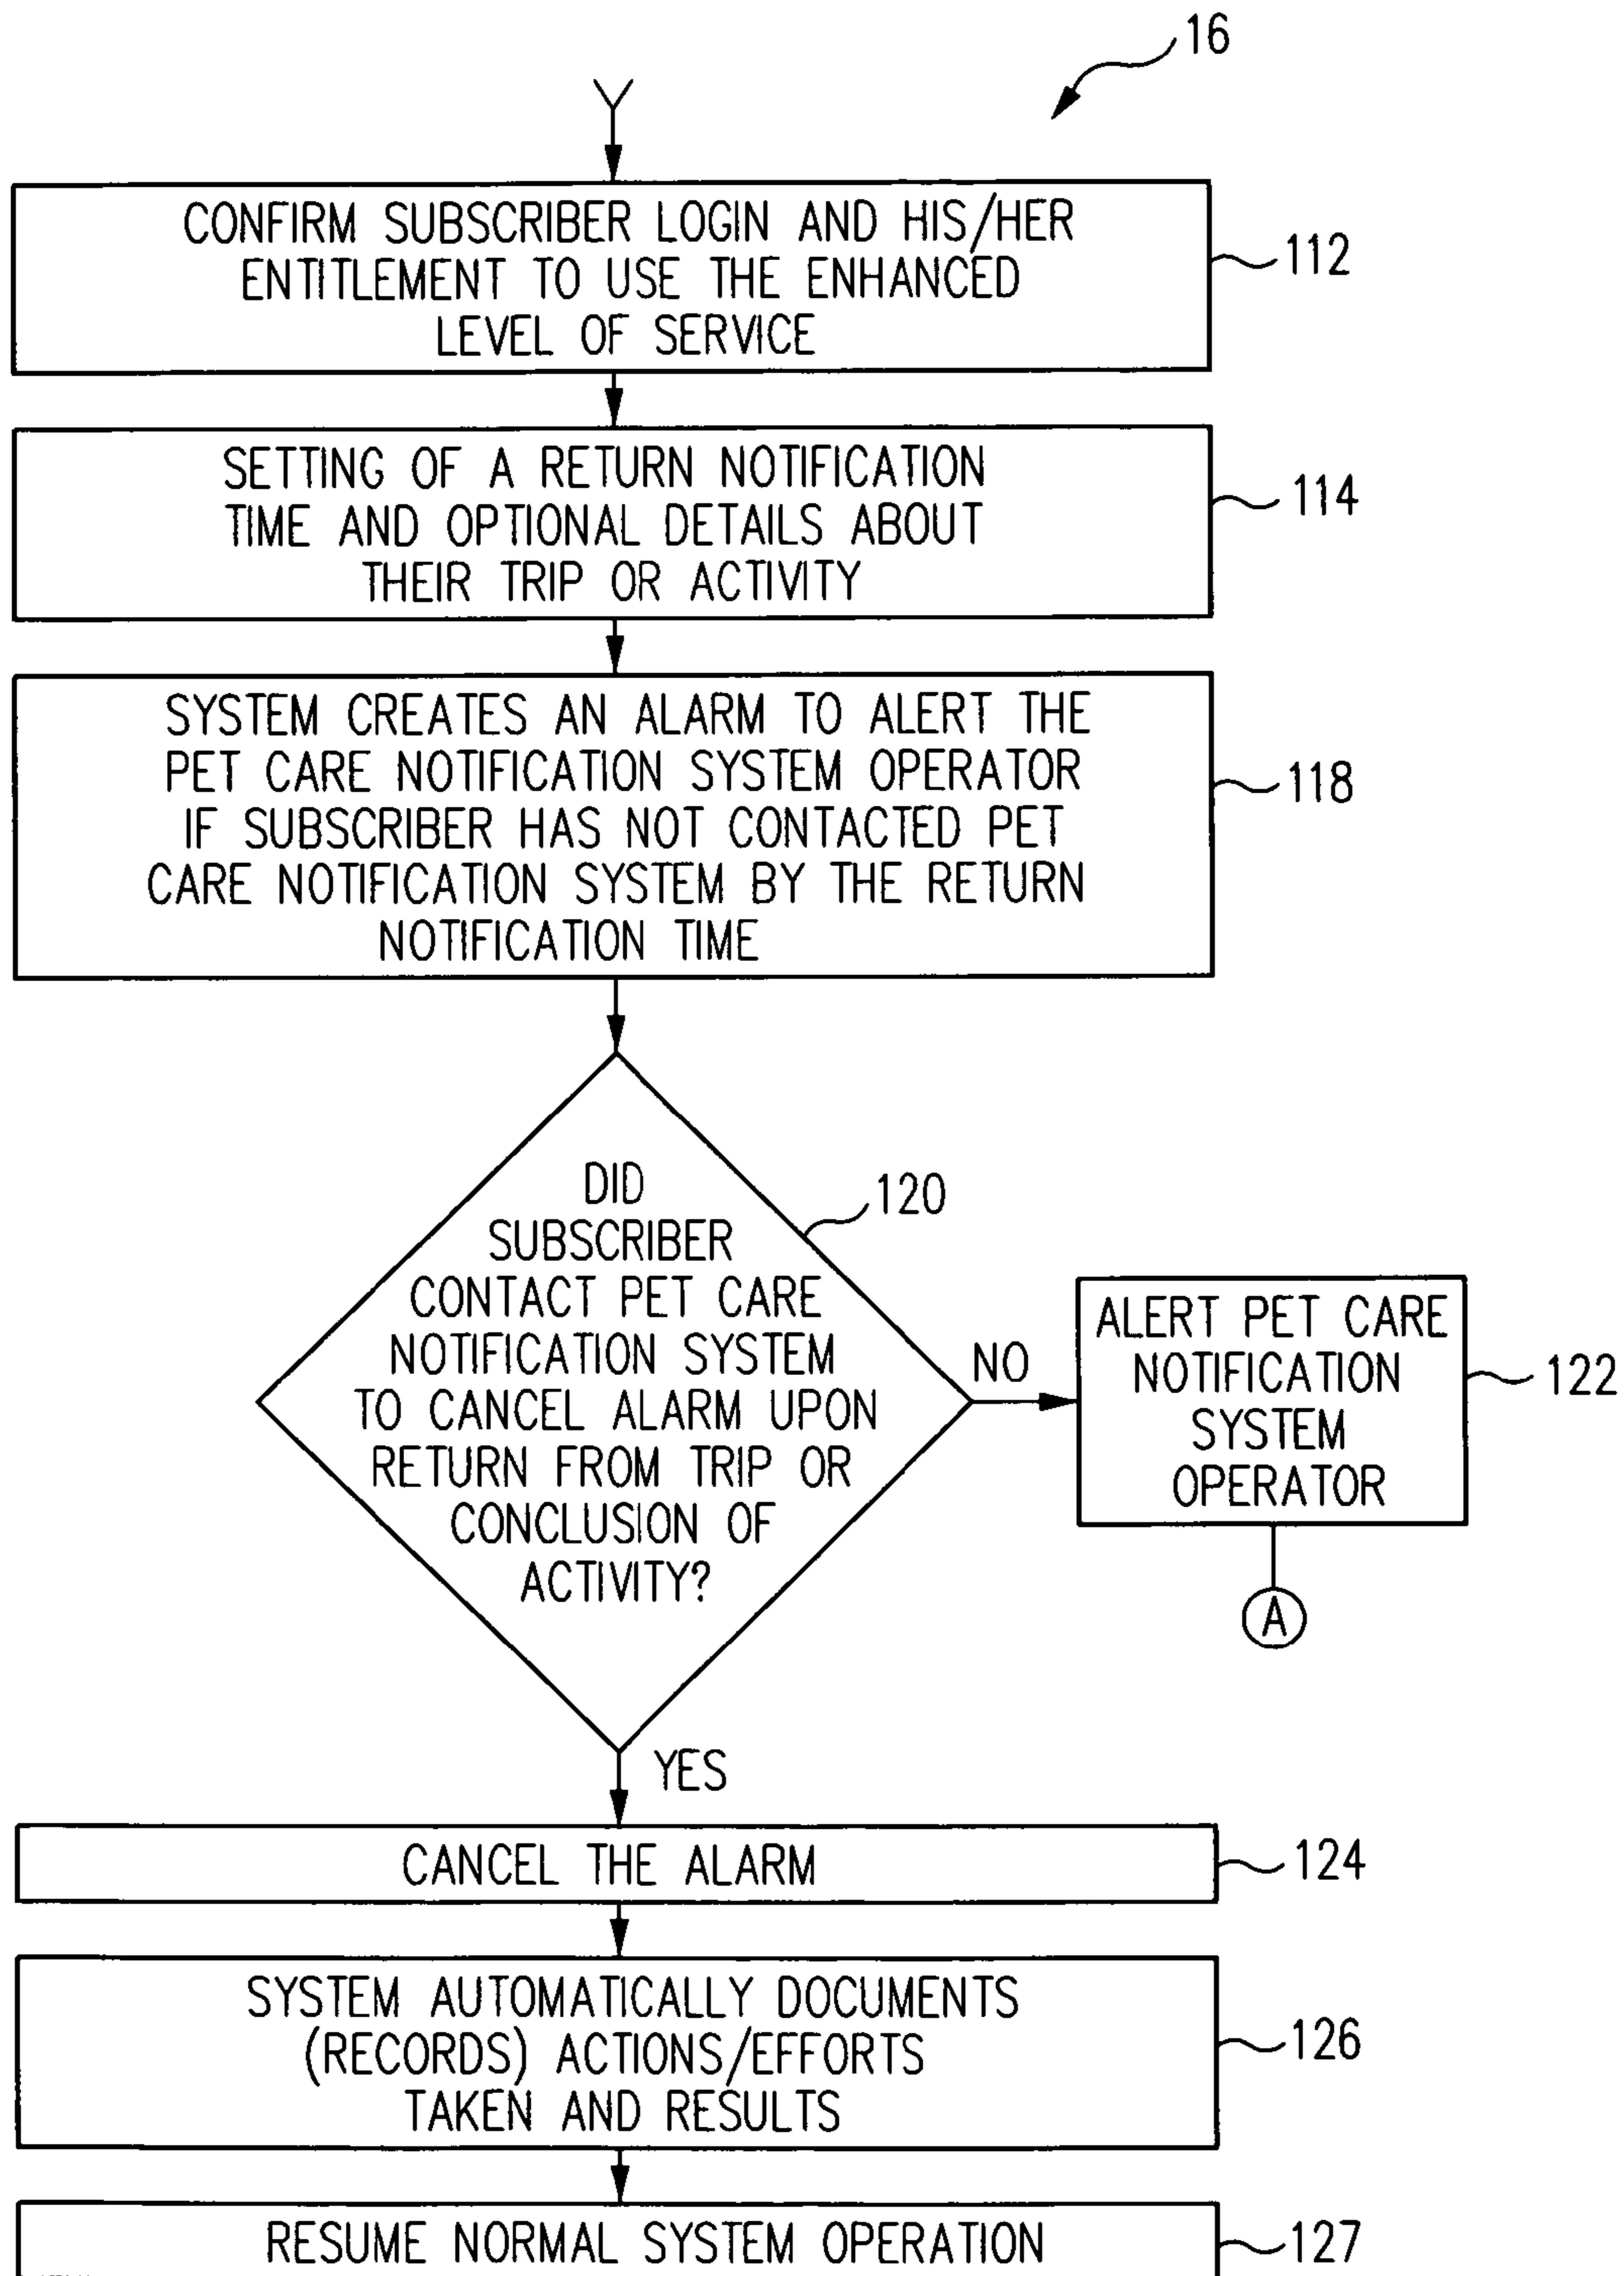 16
CONFIRM SUBSCRIBER LOGIN AND HIS/HER
ENTITLEMENT TO USE THE ENHANCED
LEVEL OF SERVICE
112
SETTING OF A RETURN NOTIFICATION
TIME AND OPTIONAL DETAILS ABOUT
THEIR TRIP OR ACTIVITY
114
SYSTEM CREATES AN ALARM TO ALERT THE
PET CARE NOTIFICATION SYSTEM OPERATOR
IF SUBSCRIBER HAS NOT CONTACTED PET
CARE NOTIFICATION SYSTEM BY THE RETURN
NOTIFICATION TIME
118
DID
SUBSCRIBER
CONTACT PET CARE
NOTIFICATION SYSTEM
TO CANCEL ALARM UPON
RETURN FROM TRIP OR
CONCLUSION OF
ACTIVITY?
120
NO
ALERT PET CARE
NOTIFICATION
SYSTEM
OPERATOR
122
A
YES
CANCEL THE ALARM
124
SYSTEM AUTOMATICALLY DOCUMENTS
(RECORDS) ACTIONS/EFFORTS
TAKEN AND RESULTS
126
RESUME NORMAL SYSTEM OPERATION
127